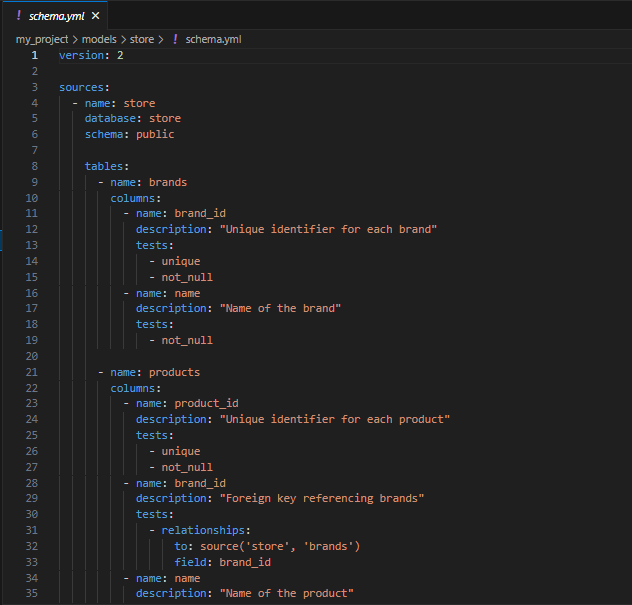 ! schema.yml ×
my_project > models > store > ! schema.yml
1 version: 2
2
3 sources:
4   - name: store
5     database: store
6     schema: public
7
8     tables:
9       - name: brands
10         columns:
11           - name: brand_id
12             description: "Unique identifier for each brand"
13             tests:
14               - unique
15               - not_null
16           - name: name
17             description: "Name of the brand"
18             tests:
19               - not_null
20
21       - name: products
22         columns:
23           - name: product_id
24             description: "Unique identifier for each product"
25             tests:
26               - unique
27               - not_null
28           - name: brand_id
29             description: "Foreign key referencing brands"
30             tests:
31               - relationships:
32                   to: source('store', 'brands')
33                   field: brand_id
34           - name: name
35             description: "Name of the product"